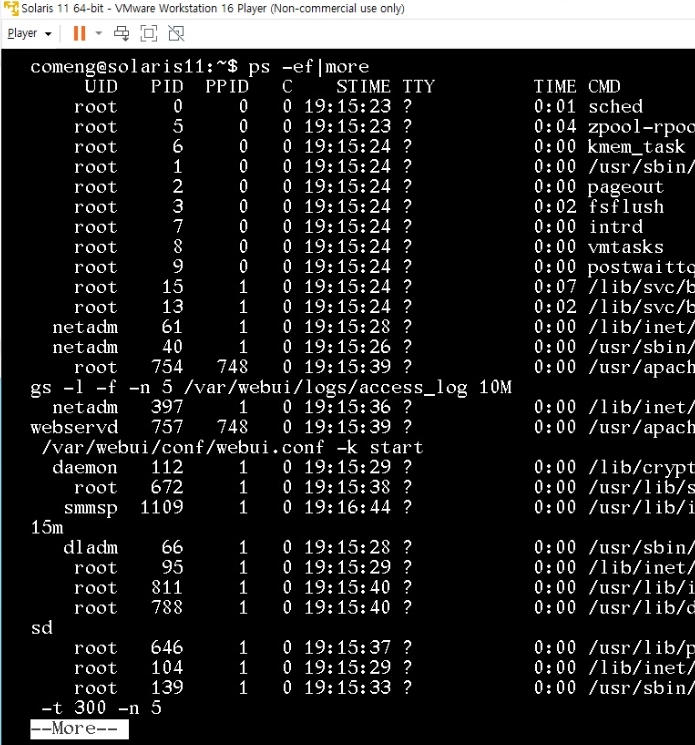 Solaris 11 64-bit - VMware Workstation 16 Player (Non-commercial use only)
Player
comeng@solaris11:~$ ps -ef|more
UID PID PPID C STIME TTY TIME CMD
root 0 0 0 19:15:23 ? 0:01 sched
root 5 0 0 19:15:23 ? 0:04 zpool-rpoo
root 6 0 0 19:15:24 ? 0:00 kmem_task
root 1 0 0 19:15:24 ? 0:00 /usr/sbin/
root 2 0 0 19:15:24 ? 0:00 pageout
root 3 0 0 19:15:24 ? 0:02 fsflush
root 7 0 0 19:15:24 ? 0:00 intrd
root 8 0 0 19:15:24 ? 0:00 vmtasks
root 9 0 0 19:15:24 ? 0:00 postwaittq
root 15 1 0 19:15:24 ? 0:07 /lib/svc/b
root 13 1 0 19:15:24 ? 0:02 /lib/svc/b
netadm 61 1 0 19:15:28 ? 0:00 /lib/inet/
netadm 40 1 0 19:15:26 ? 0:00 /usr/sbin/
root 754 748 0 19:15:39 ? 0:00 /usr/apach
gs -l -f -n 5 /var/webui/logs/access_log 10M
netadm 397 1 0 19:15:36 ? 0:00 /lib/inet/
webservd 757 748 0 19:15:39 ? 0:00 /usr/apach
/var/webui/conf/webui.conf -k start
daemon 112 1 0 19:15:29 ? 0:00 /lib/crypt
root 672 1 0 19:15:38 ? 0:00 /usr/lib/s
smmsp 1109 1 0 19:16:44 ? 0:00 /usr/lib/i
15m
dladm 66 1 0 19:15:28 ? 0:00 /usr/sbin/
root 95 1 0 19:15:29 ? 0:00 /lib/inet/
root 811 1 0 19:15:40 ? 0:00 /usr/lib/i
root 788 1 0 19:15:40 ? 0:00 /usr/lib/d
sd
root 646 1 0 19:15:37 ? 0:00 /usr/lib/p
root 104 1 0 19:15:29 ? 0:00 /lib/inet/
root 139 1 0 19:15:33 ? 0:00 /usr/sbin/
-t 300 -n 5
--More--